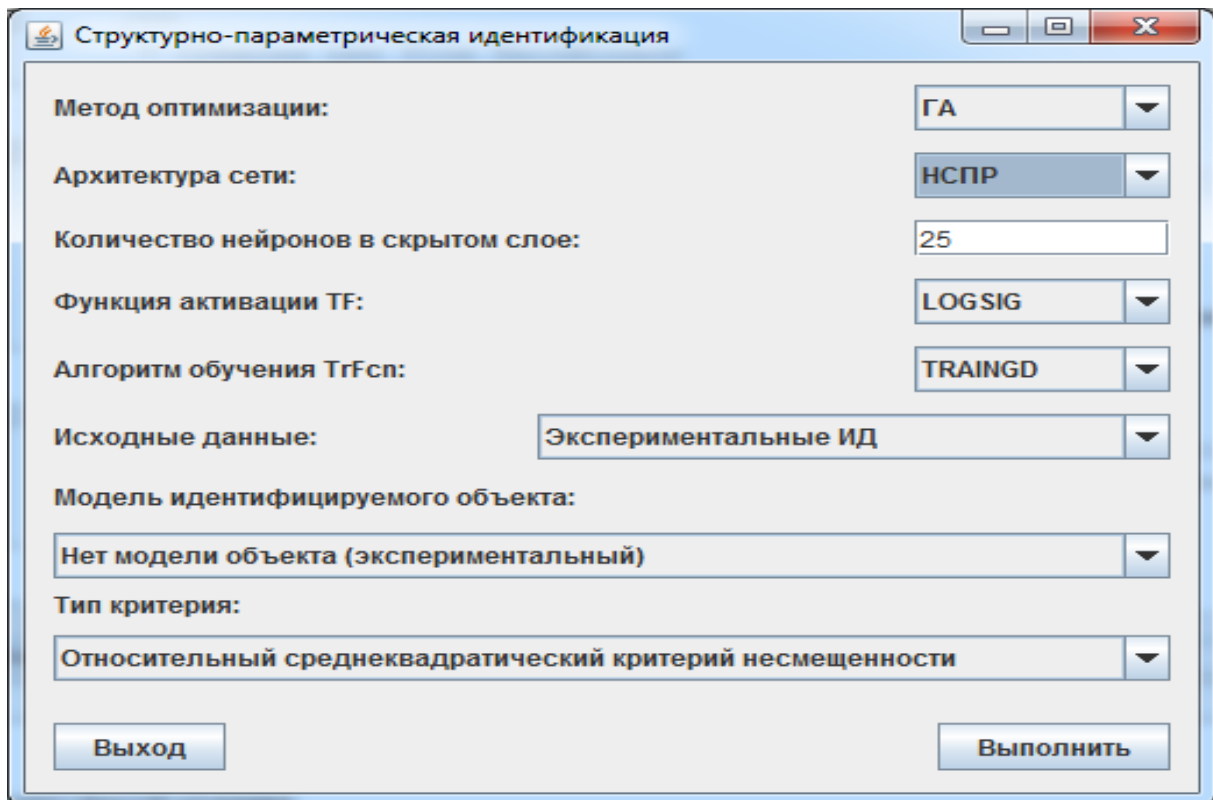 Структурно-параметрическая идентификация
Метод оптимизации: ГА
Архитектура сети: НСПР
Количество нейронов в скрытом слое: 25
Функция активации TF: LOGSIG
Алгоритм обучения TrFcn: TRAINGD
Исходные данные: Экспериментальные ИД
Модель идентифицируемого объекта:
Нет модели объекта (экспериментальный)
Тип критерия:
Относительный среднеквадратический критерий несмещенности
Выход Выполнить